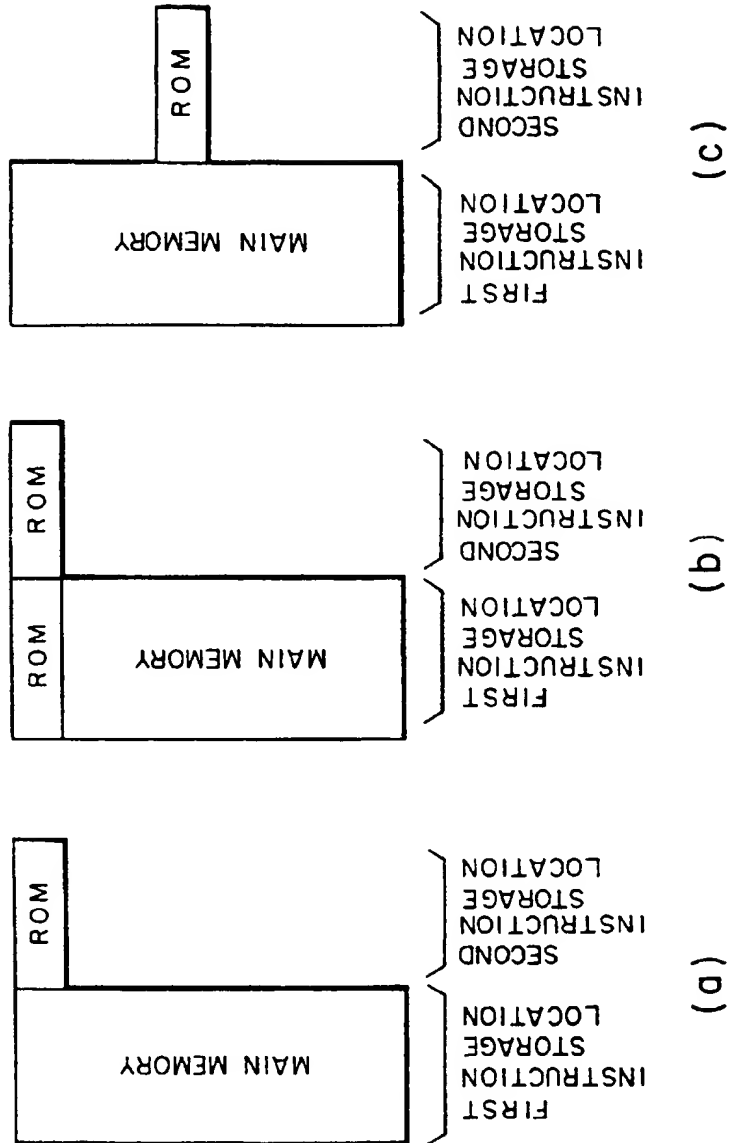 MAIN MEMORY
ROM
FIRST
INSTRUCTION
STORAGE
LOCATION
SECOND
INSTRUCTION
STORAGE
LOCATION
(a)
ROM
ROM
MAIN MEMORY
FIRST
INSTRUCTION
STORAGE
LOCATION
SECOND
INSTRUCTION
STORAGE
LOCATION
(b)
MAIN MEMORY
ROM
FIRST
INSTRUCTION
STORAGE
LOCATION
SECOND
INSTRUCTION
STORAGE
LOCATION
(c)